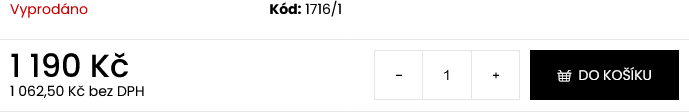 Vyprodáno Kód: 1716/1
1 190 Kč
1 062,50 Kč bez DPH
- 1 + DO KOŠÍKU